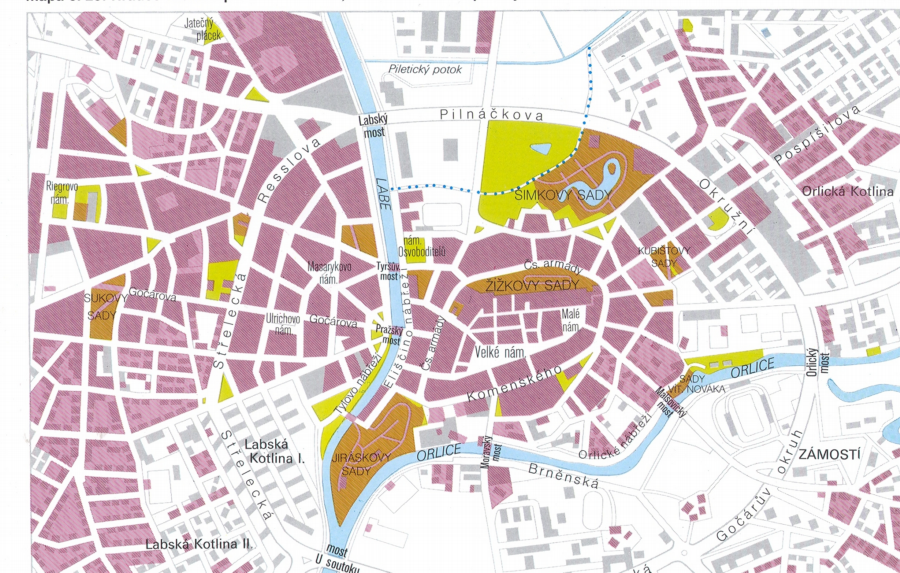 Jatečný
plácek
Piletický potok
Labský
most
Pilnáčkova
Pospíšilova
Resslova
Riegrovo
nám.
LABE
ŠIMKOVY SADY
Okružní
Orlická Kotlina
nám.
Osvoboditelů
KUBIŠTOVY
SADY
Masarykovo
nám.
Tyršův
most
Čs. armády
ŽIŽKOVY SADY
SUKOVY
SADY
Gočárova
Střelecká
Ulrichovo
nám.
Gočárova
Pražský
most
Eliščino nábřeží
Čs. armády
Malé
nám.
Velké nám.
Tylovo nábřeží
Komenského
SADY
VÍT. NOVÁKA
ORLICE
Orlický
most
Moravský
most
Orlické nábřeží
Labská
Kotlina I.
Střelecká
JIRÁSKOVY
SADY
ORLICE
Brněnská
ZÁMOSTÍ
Gočárův okruh
Labská Kotlina II.
most
U soutoku